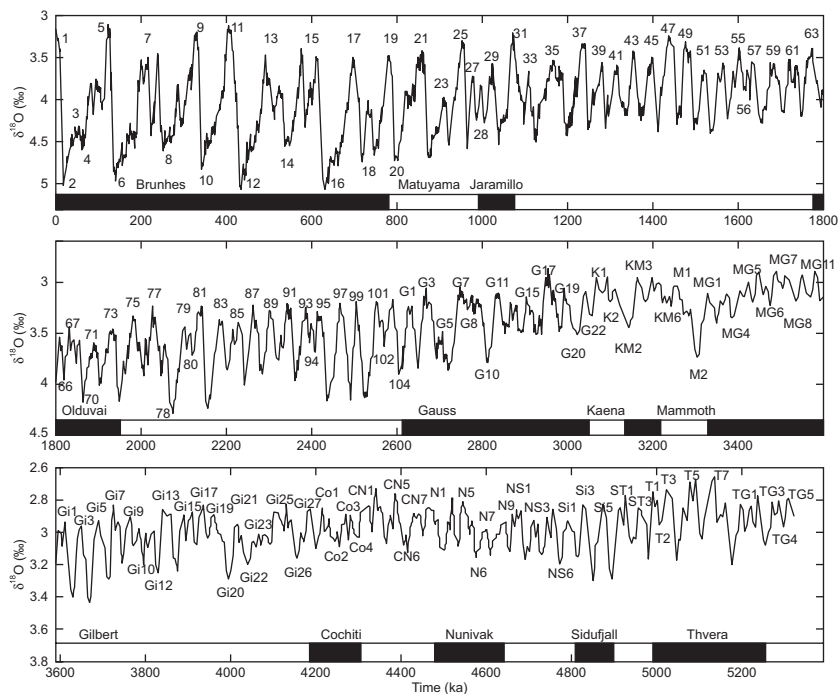 3
1 5 7 9 11 13 15 17 19 21 25 31 37 47 63
27 29 33 35 39 41 43 45 49 51 53 55 57 59 61
3.5
3 23
4
4 8 14 18 28 56
4.5
2 6 10 12 16 20
5
δ18O (‰)
Brunhes Matuyama Jaramillo
0 200 400 600 800 1000 1200 1400 1600 1800
3
67 71 73 75 77 79 81 83 85 87 89 91 93 95 97 99 101 G1 G3 G5 G7 G11 G15 G17 G19 K1 KM3 M1 MG1 MG5 MG7 MG11
3.5
66 70 78 80 94 102 104 G8 G10 G20 G22 K2 KM2 KM6 M2 MG4 MG6 MG8
4
4.5
δ18O (‰)
Olduvai Gauss Kaena Mammoth
1800 2000 2200 2400 2600 2800 3000 3200 3400
2.6
Gi1 Gi3 Gi5 Gi7 Gi9 Gi13 Gi15 Gi17 Gi19 Gi21 Gi23 Gi25 Gi27 Co1 Co3 CN1 CN5 CN7 N1 N5 N7 N9 NS1 NS3 Si1 Si3 Si5 ST1 ST3 T1 T3 T5 T7 TG1 TG3 TG5
2.8
3.0
Gi10 Gi12 Gi20 Gi22 Gi26 Co2 Co4 CN6 N6 NS6 T2 TG4
3.2
3.4
3.6
3.8
δ18O (‰)
Gilbert Cochiti Nunivak Sidufjall Thvera
3600 3800 4000 4200 4400 4600 4800 5000 5200
Time (ka)